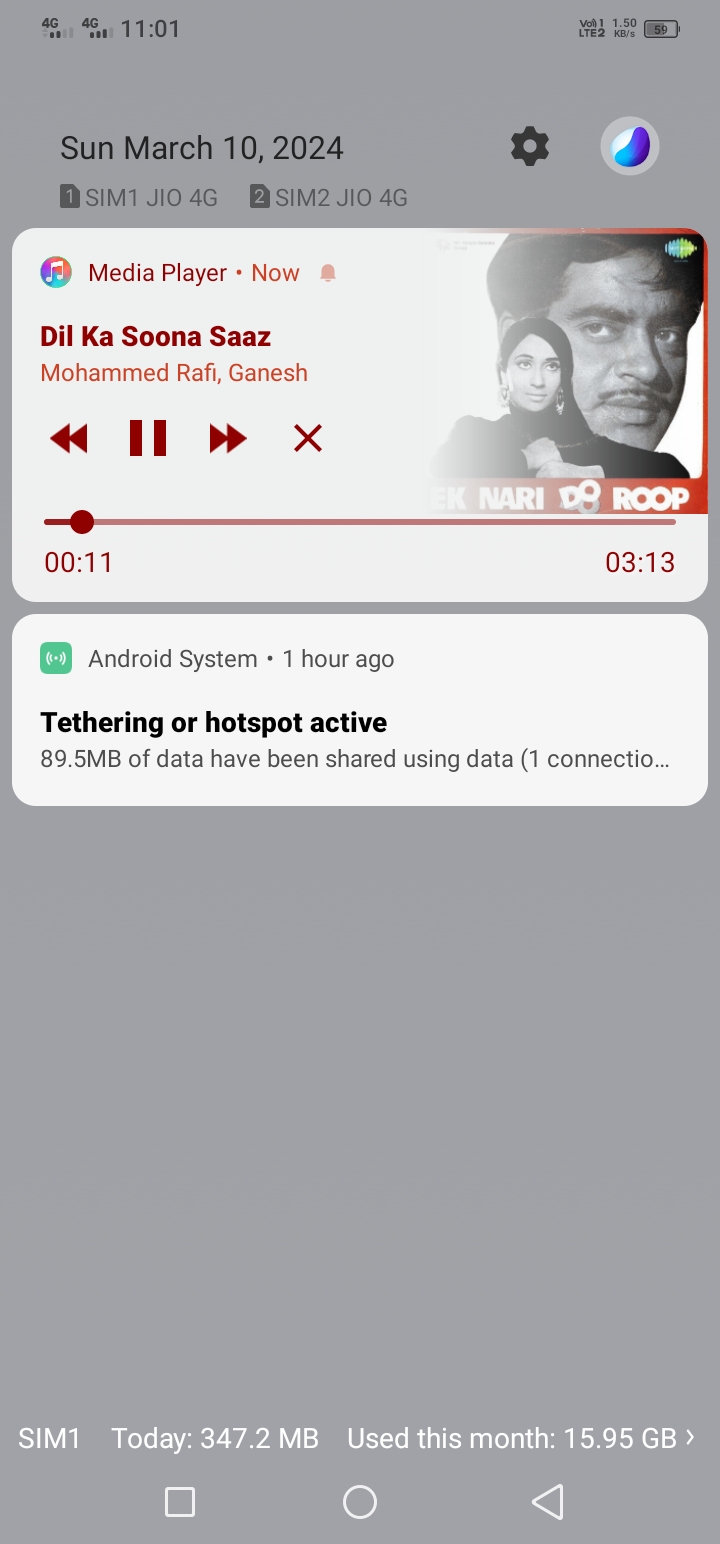 4G 4G 11:01 Vo) 1 LTE2 1.50 KB/s 59
Sun March 10, 2024
1 SIM1 JIO 4G 2 SIM2 JIO 4G
Media Player • Now
Dil Ka Soona Saaz
Mohammed Rafi, Ganesh
EK NARI DO ROOP
00:11 03:13
Android System • 1 hour ago
Tethering or hotspot active
89.5MB of data have been shared using data (1 connectio...
SIM1 Today: 347.2 MB Used this month: 15.95 GB ›